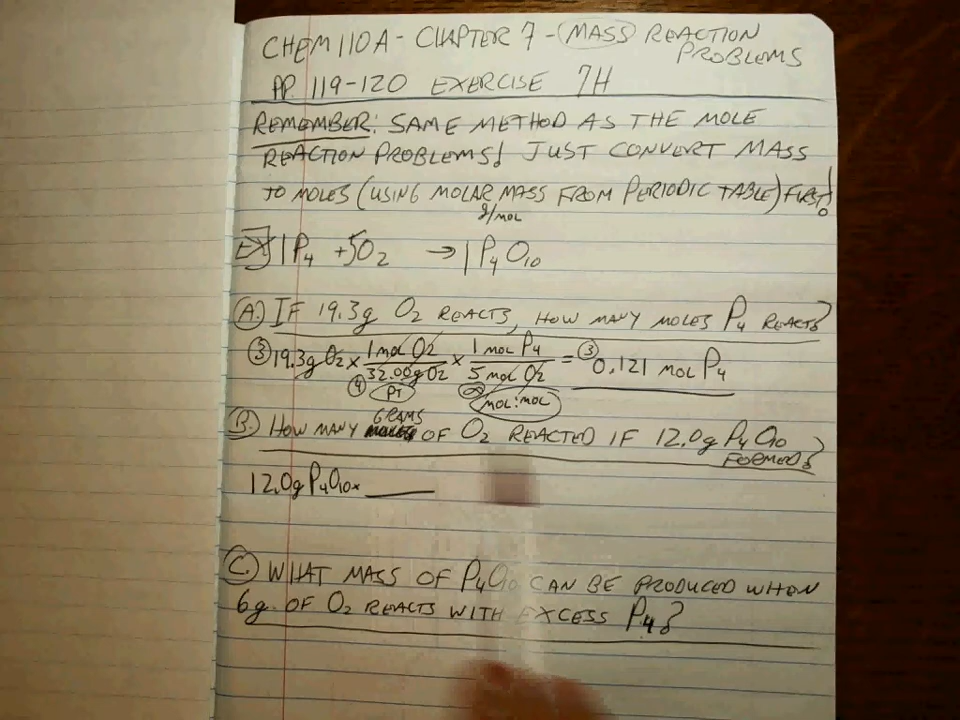 CHEM 110A - CHAPTER 7 - MASS REACTION
PROBLEMS
PP. 119-120 EXERCISE 7H
REMEMBER: SAME METHOD AS THE MOLE
REACTION PROBLEMS! JUST CONVERT MASS
TO MOLES (USING MOLAR MASS FROM PERIODIC TABLE) FIRST!
g/mol
EX 1P4 + 5O2 → 1P4O10
A. IF 19.3g O2 REACTS, HOW MANY MOLES P4 REACTS?
③ 19.3g O2 x 1 mol O2 / 32.00g O2 x 1 mol P4 / 5 mol O2 = ③ 0.121 mol P4
④ PT ∞ mol:mol
GRAMS
B. HOW MANY OF O2 REACTED IF 12.0g P4O10
FORMED?
12.0g P4O10 x
C. WHAT MASS OF P4O10 CAN BE PRODUCED WHEN
6g. OF O2 REACTS WITH EXCESS P4?